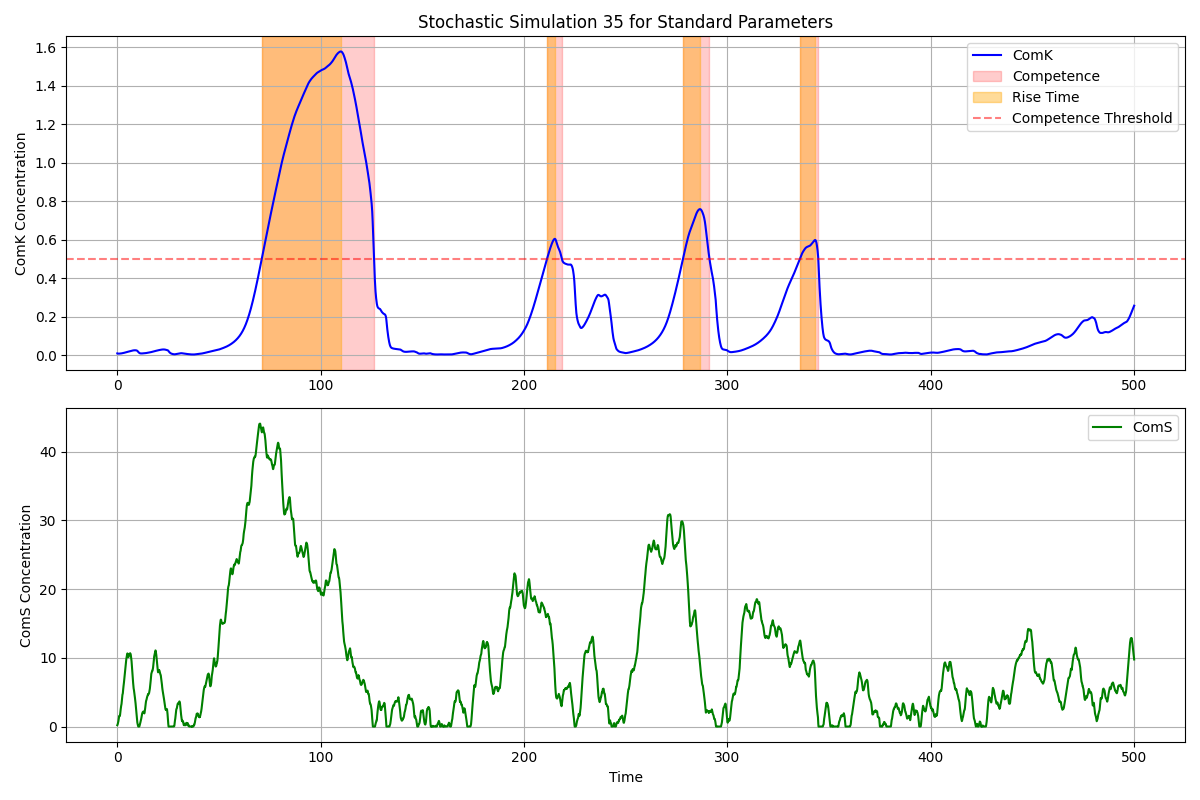 Stochastic Simulation 35 for Standard Parameters
ComK Concentration
1.6
1.4
1.2
1.0
0.8
0.6
0.4
0.2
0.0
ComK
Competence
Rise Time
Competence Threshold
0 100 200 300 400 500
ComS Concentration
40
30
20
10
0
ComS
0 100 200 300 400 500
Time